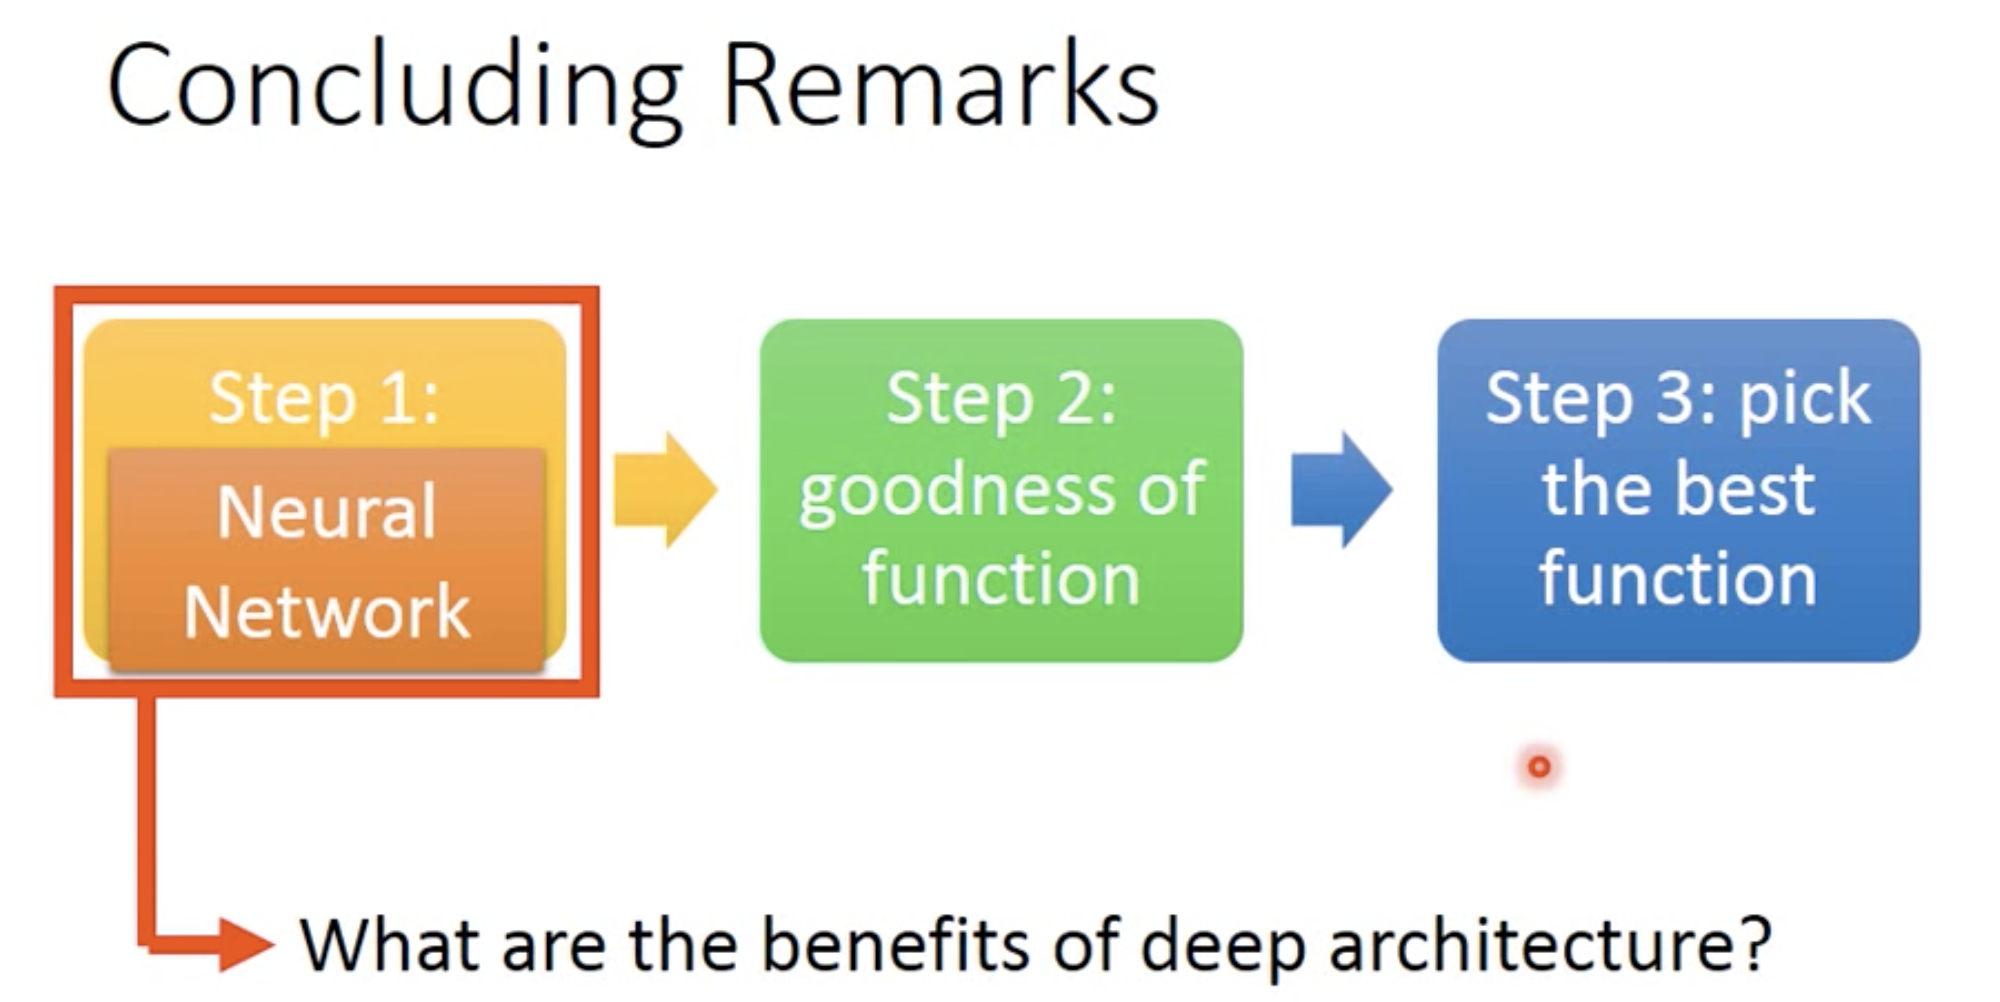 Concluding Remarks
Step 1:
Neural
Network
Step 2:
goodness of
function
Step 3: pick
the best
function
What are the benefits of deep architecture?